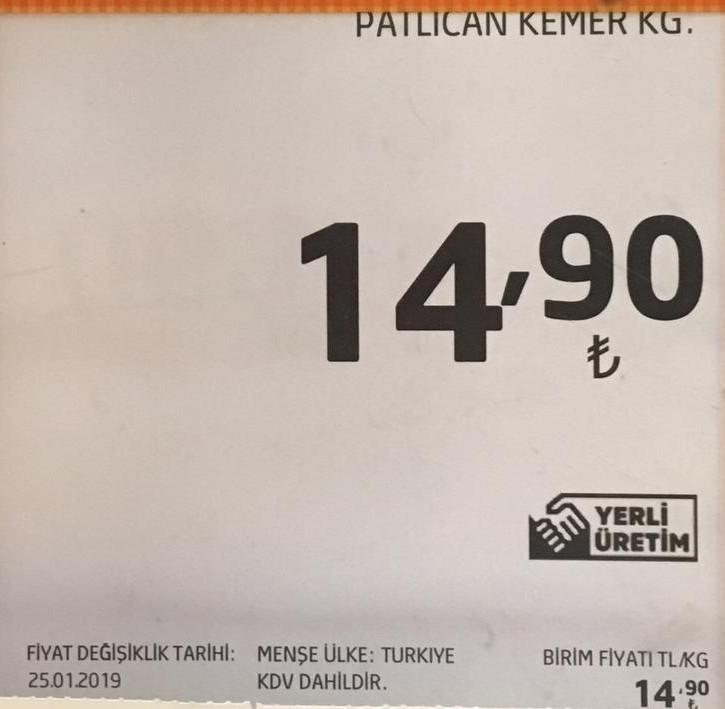 PATLICAN KEMER KG.
14,90
₺
YERLİ
ÜRETİM
FİYAT DEĞİŞİKLİK TARİHİ: MENŞE ÜLKE: TURKIYE BİRİM FİYATI TL/KG
25.01.2019 KDV DAHİLDİR. 14,90 ₺